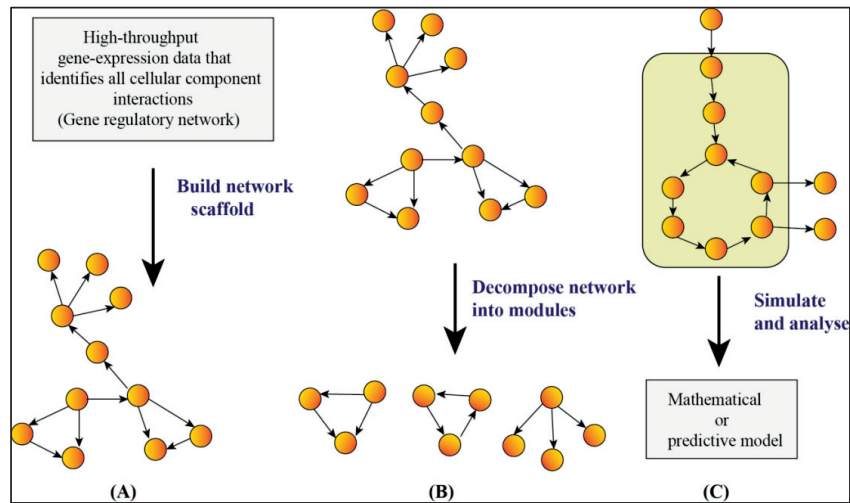 High-throughput
gene-expression data that
identifies all cellular component
interactions
(Gene regulatory network)
Build network
scaffold
(A)
Decompose network
into modules
(B)
Simulate
and analyse
Mathematical
or
predictive model
(C)